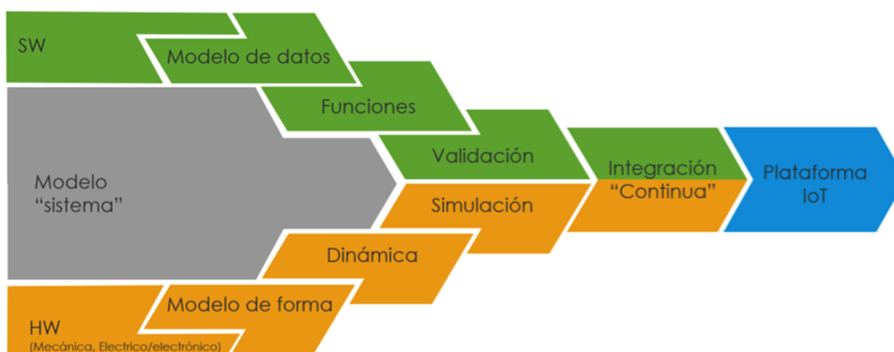 SW
Modelo de datos
Funciones
Validación
Modelo
“sistema”
Simulación
Integración
“Continua”
Plataforma
IoT
Dinámica
Modelo de forma
HW
(Mecánica, Electrico/electrónico)